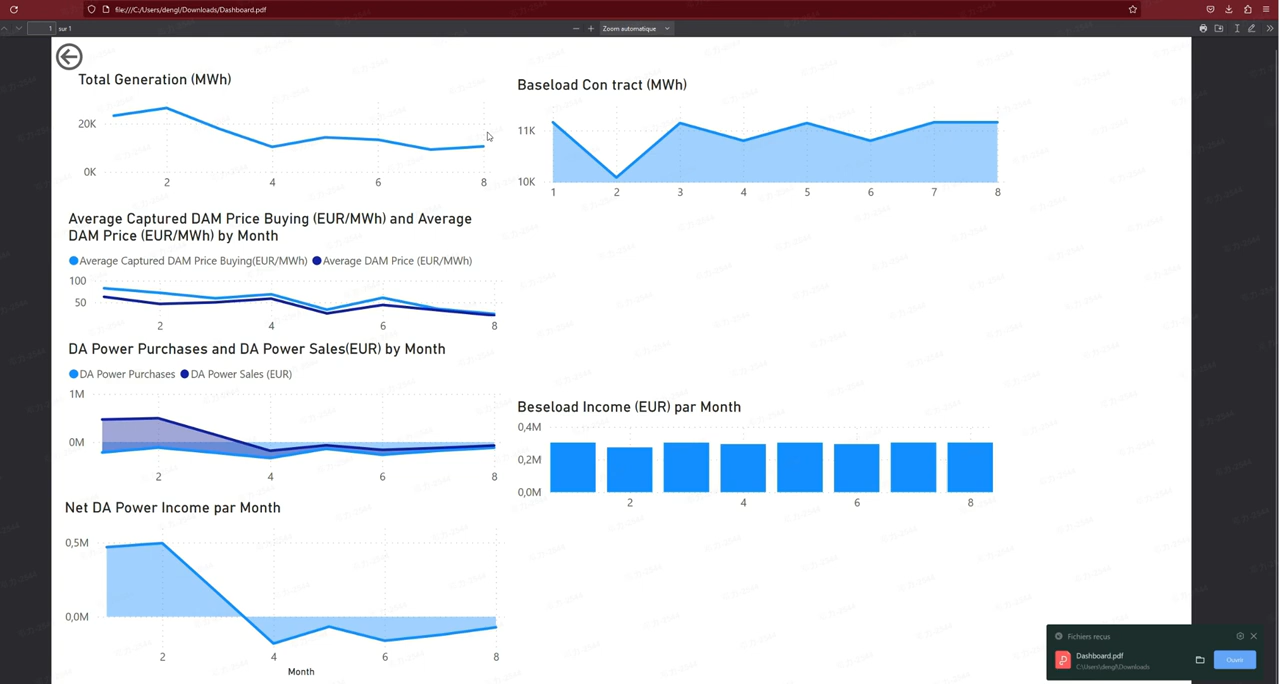 file:///C:/Users/dengl/Downloads/Dashboard.pdf
1 sur 1
Zoom automatique
Total Generation (MWh)
20K
0K
2 4 6 8
Baseload Con tract (MWh)
11K
10K
1 2 3 4 5 6 7 8
Average Captured DAM Price Buying (EUR/MWh) and Average
DAM Price (EUR/MWh) by Month
Average Captured DAM Price Buying(EUR/MWh) Average DAM Price (EUR/MWh)
100
50
2 4 6 8
DA Power Purchases and DA Power Sales(EUR) by Month
DA Power Purchases DA Power Sales (EUR)
1M
0M
2 4 6 8
Beseload Income (EUR) par Month
0,4M
0,2M
0,0M
2 4 6 8
Net DA Power Income par Month
0,5M
0,0M
2 4 6 8
Month
Fichiers reçus
Dashboard.pdf
C:\Users\dengl\Downloads
Ouvrir